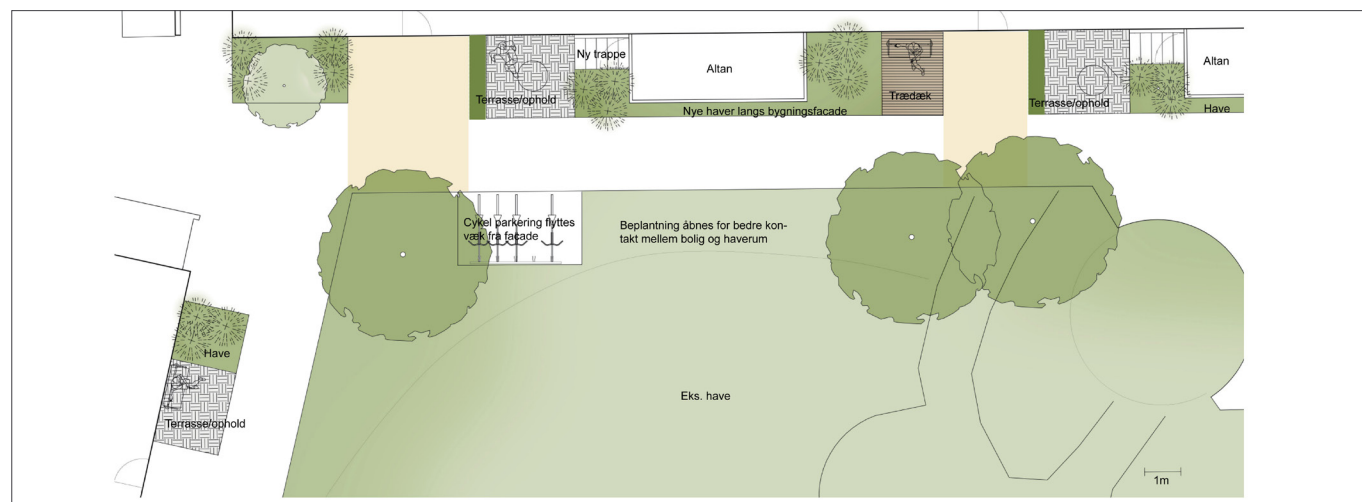 Ny trappe
Altan
Altan
Terrasse/ophold
Trædæk
Terrasse/ophold
Nye haver langs bygningsfacade
Have
Cykel parkering flyttes
væk fra facade
Beplantning åbnes for bedre kon-
takt mellem bolig og haverum
Have
Eks. have
Terrasse/ophold
1m